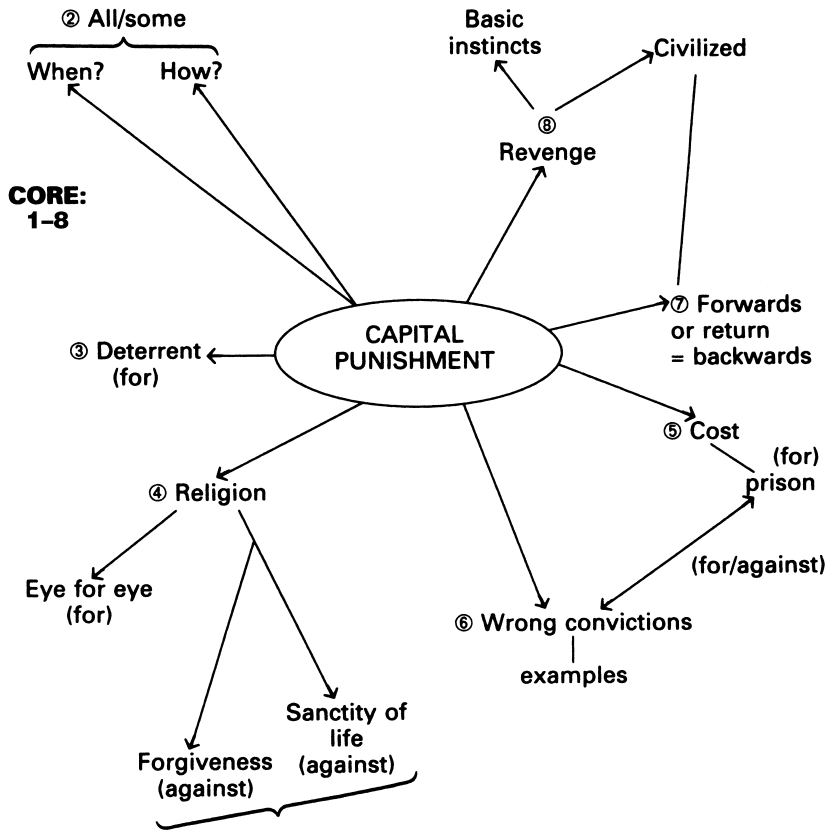 ② All/some
When? How?
CORE:
1–8
Basic
instincts
Civilized
⑧
Revenge
CAPITAL
PUNISHMENT
⑦ Forwards
or return
= backwards
③ Deterrent
(for)
⑤ Cost
(for)
prison
④ Religion
(for/against)
Eye for eye
(for)
⑥ Wrong convictions
examples
Sanctity of
life
(against)
Forgiveness
(against)